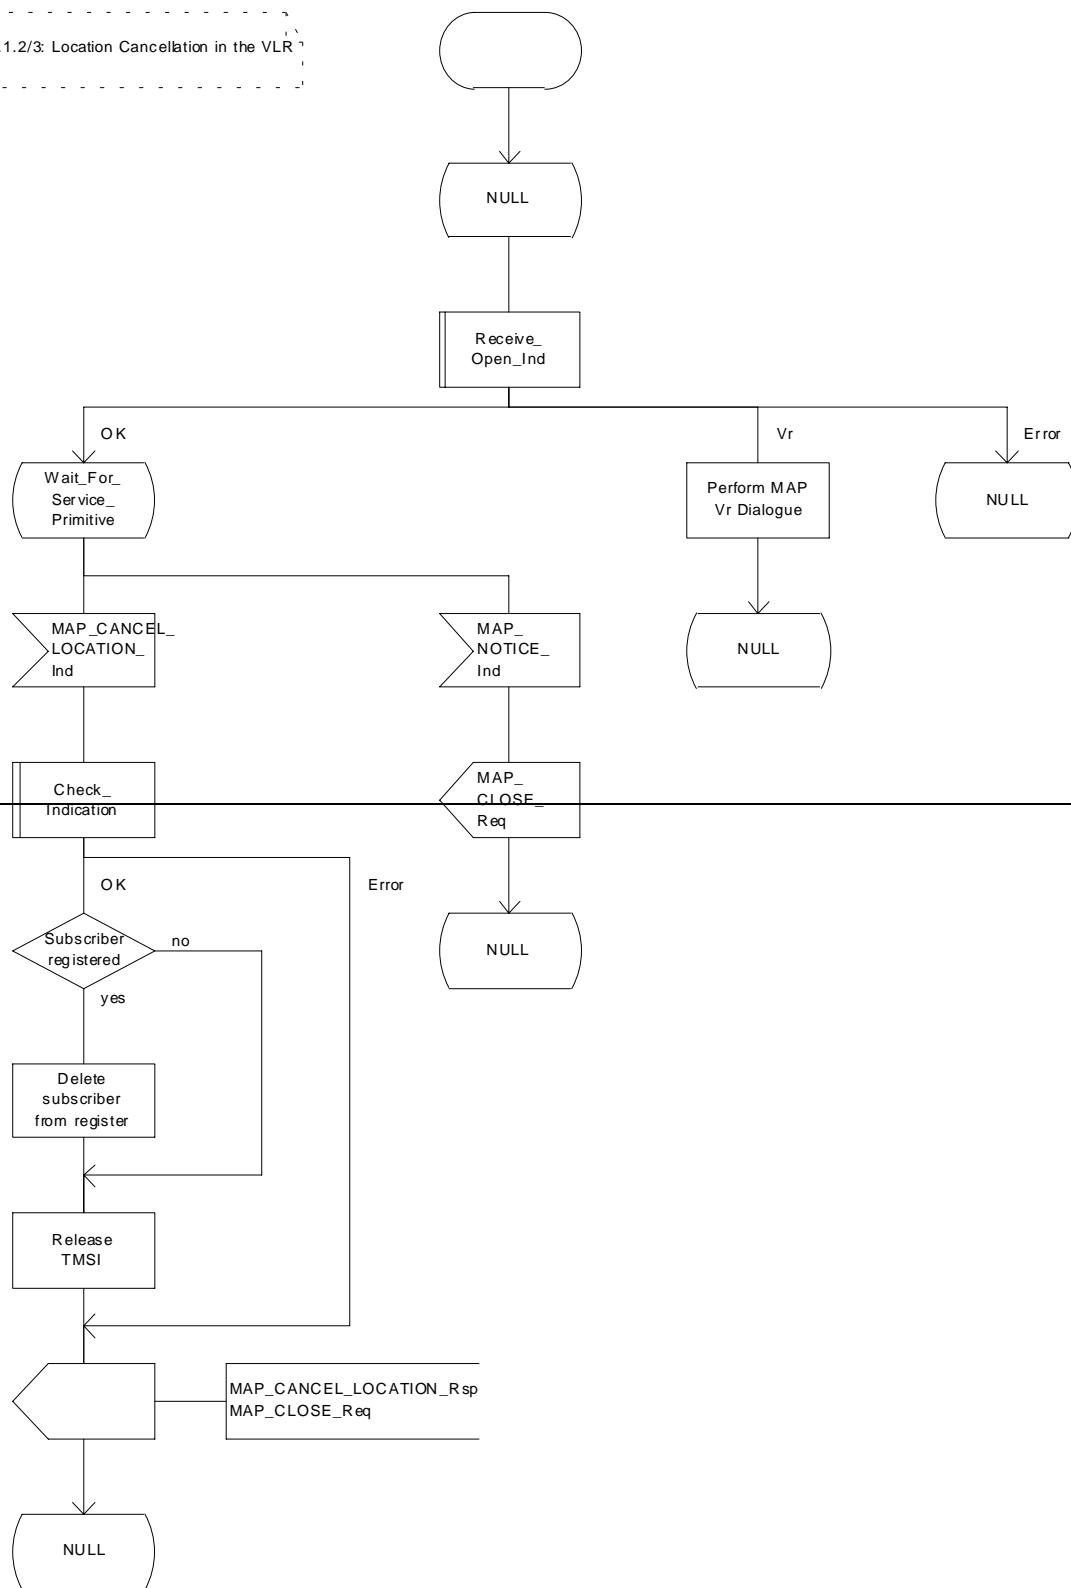 .1.2/3: Location Cancellation in the VLR
NULL
Receive_
Open_Ind
OK
Vr
Error
Wait_For_
Service_
Primitive
Perform MAP
Vr Dialogue
NULL
MAP_CANCEL_
LOCATION_
Ind
MAP_
NOTICE_
Ind
NULL
Check_
Indication
MAP_
CLOSE_
Req
OK
Error
Subscriber
registered
no
yes
NULL
Delete
subscriber
from register
Release
TMSI
MAP_CANCEL_LOCATION_Rsp
MAP_CLOSE_Req
NULL